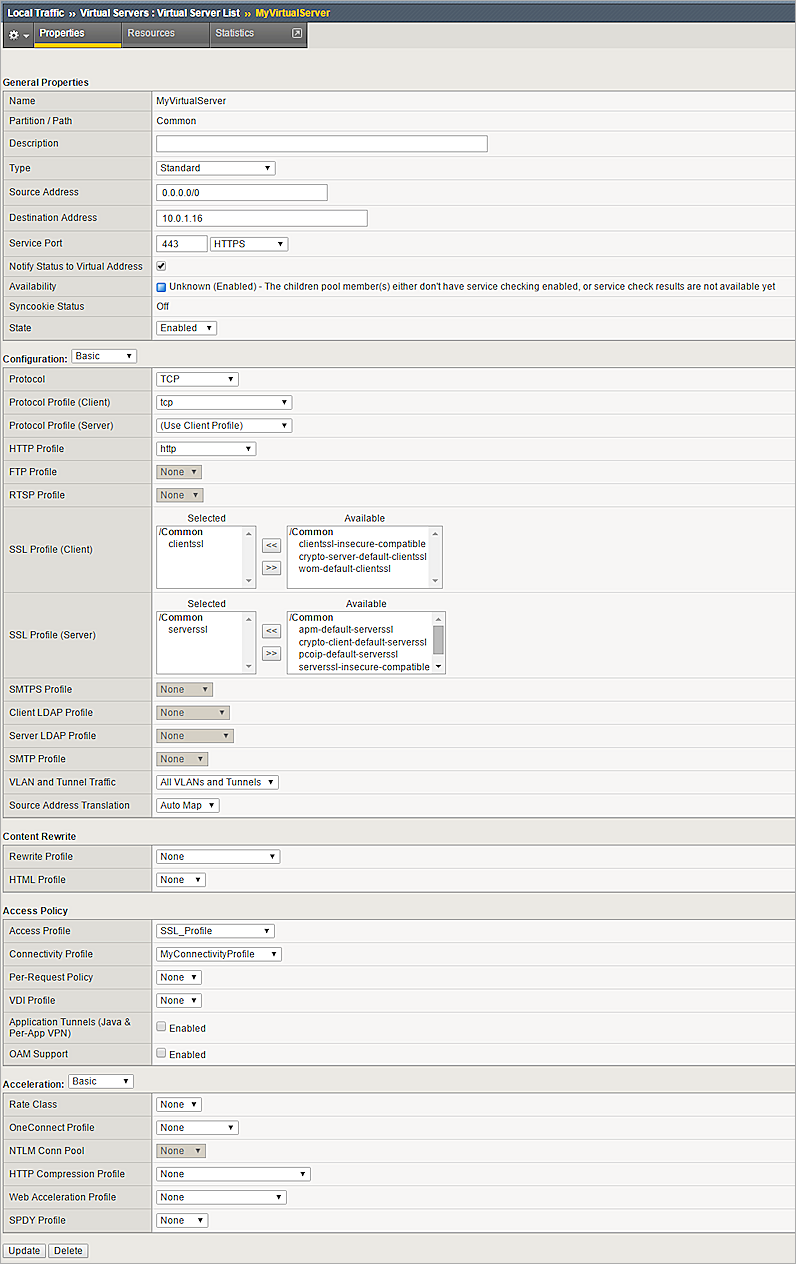 Local Traffic ›› Virtual Servers : Virtual Server List ›› MyVirtualServer
Properties Resources Statistics
General Properties
Name MyVirtualServer
Partition / Path Common
Description
Type Standard
Source Address 0.0.0.0/0
Destination Address 10.0.1.16
Service Port 443 HTTPS
Notify Status to Virtual Address
Availability Unknown (Enabled) - The children pool member(s) either don't have service checking enabled, or service check results are not available yet
Syncookie Status Off
State Enabled
Configuration: Basic
Protocol TCP
Protocol Profile (Client) tcp
Protocol Profile (Server) (Use Client Profile)
HTTP Profile http
FTP Profile None
RTSP Profile None
Selected Available
/Common /Common
clientssl << clientssl-insecure-compatible
SSL Profile (Client)
crypto-server-default-clientssl
>> wom-default-clientssl
Selected Available
/Common /Common
serverssl << apm-default-serverssl
SSL Profile (Server)
crypto-client-default-serverssl
>> pcoip-default-serverssl
serverssl-insecure-compatible
SMTPS Profile None
Client LDAP Profile None
Server LDAP Profile None
SMTP Profile None
VLAN and Tunnel Traffic All VLANs and Tunnels
Source Address Translation Auto Map
Content Rewrite
Rewrite Profile None
HTML Profile None
Access Policy
Access Profile SSL_Profile
Connectivity Profile MyConnectivityProfile
Per-Request Policy None
VDI Profile None
Application Tunnels (Java &
Per-App VPN) Enabled
OAM Support Enabled
Acceleration: Basic
Rate Class None
OneConnect Profile None
NTLM Conn Pool None
HTTP Compression Profile None
Web Acceleration Profile None
SPDY Profile None
Update Delete